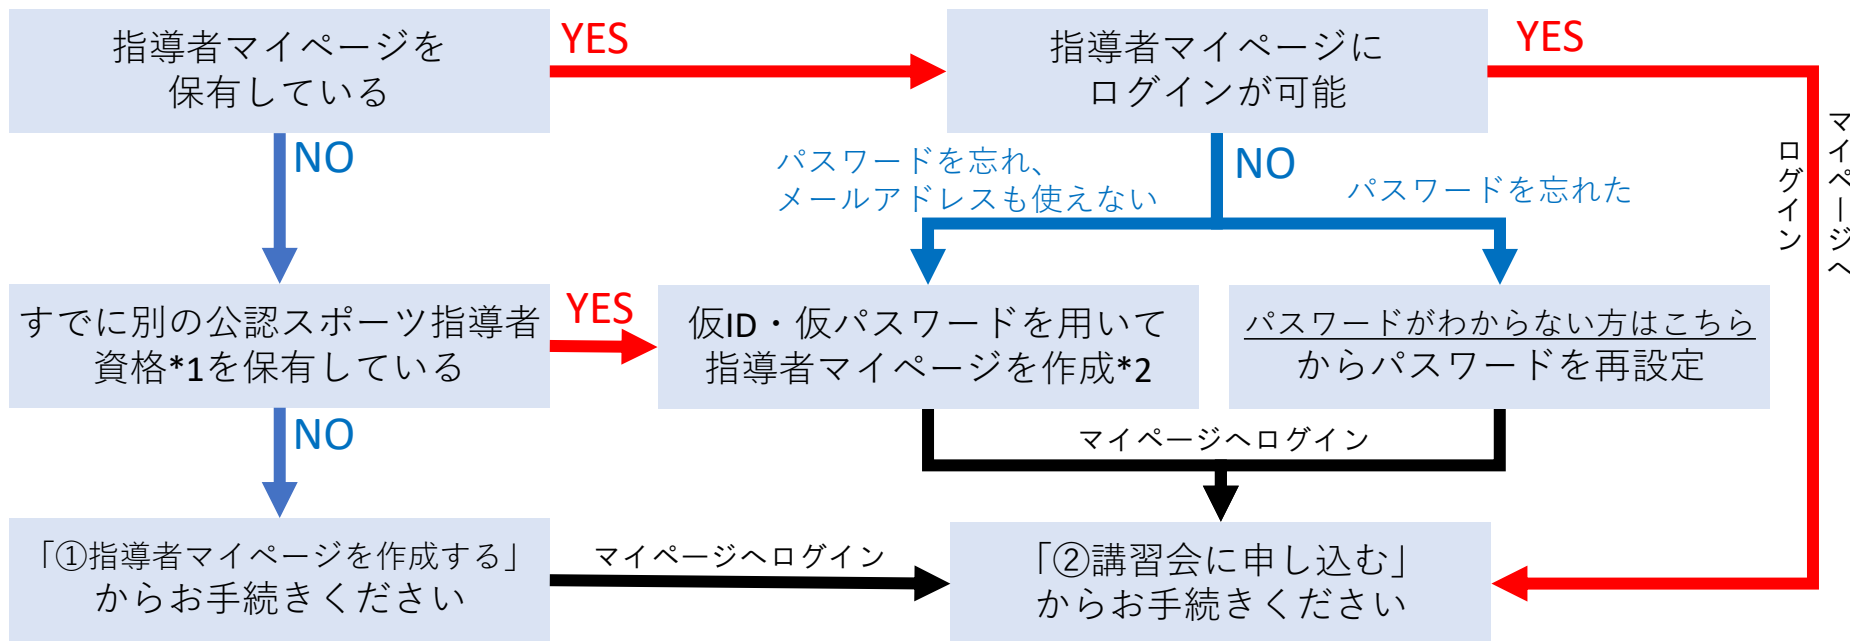 指導者マイページを
保有している
YES
指導者マイページに
ログインが可能
YES
マイページへ
ログイン
NO
パスワードを忘れ、
メールアドレスも使えない
NO
パスワードを忘れた
すでに別の公認スポーツ指導者
資格*1を保有している
YES
仮ID・仮パスワードを用いて
指導者マイページを作成*2
パスワードがわからない方はこちら
からパスワードを再設定
NO
マイページへログイン
「①指導者マイページを作成する」
からお手続きください
マイページへログイン
「②講習会に申し込む」
からお手続きください